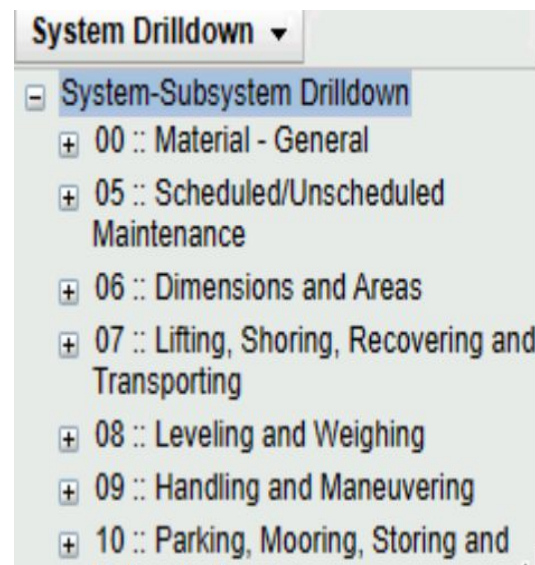 System Drilldown
System-Subsystem Drilldown
00 :: Material - General
05 :: Scheduled/Unscheduled
Maintenance
06 :: Dimensions and Areas
07 :: Lifting, Shoring, Recovering and
Transporting
08 :: Leveling and Weighing
09 :: Handling and Maneuvering
10 :: Parking, Mooring, Storing and